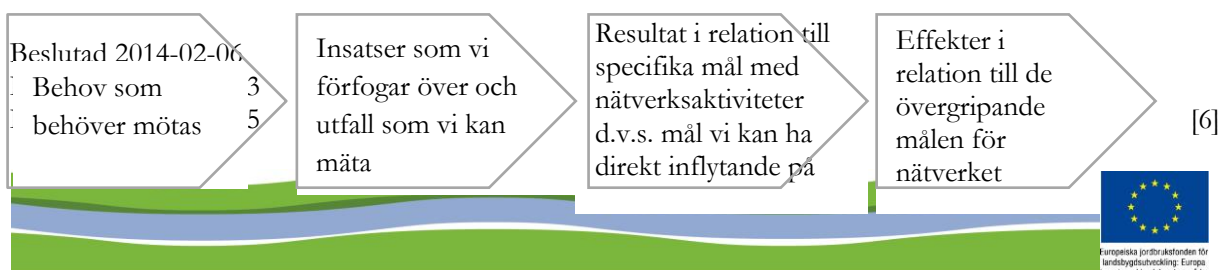 Beslutad 2014-02-06
Behov som 3
behöver mötas 5
Insatser som vi
förfogar över och
utfall som vi kan
mäta
Resultat i relation till
specifika mål med
nätverksaktiviteter
d.v.s. mål vi kan ha
direkt inflytande på
Effekter i
relation till de
övergripande
målen för
nätverket
[6]
Europeiska jordbruksfonden för
landsbygdsutveckling: Europa